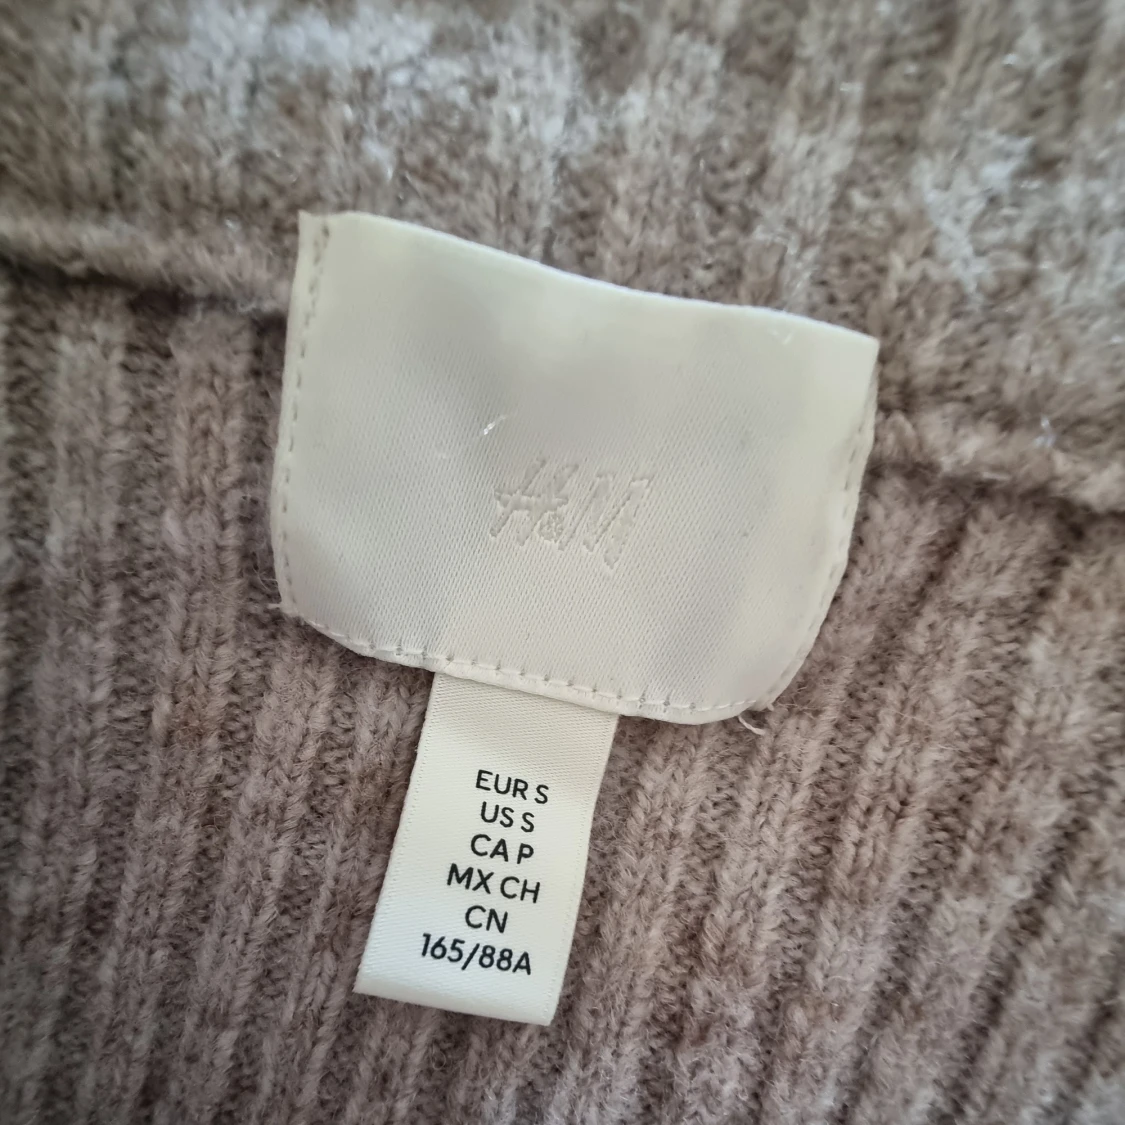 H&M
EUR S
US S
CA P
MX CH
CN
165/88A